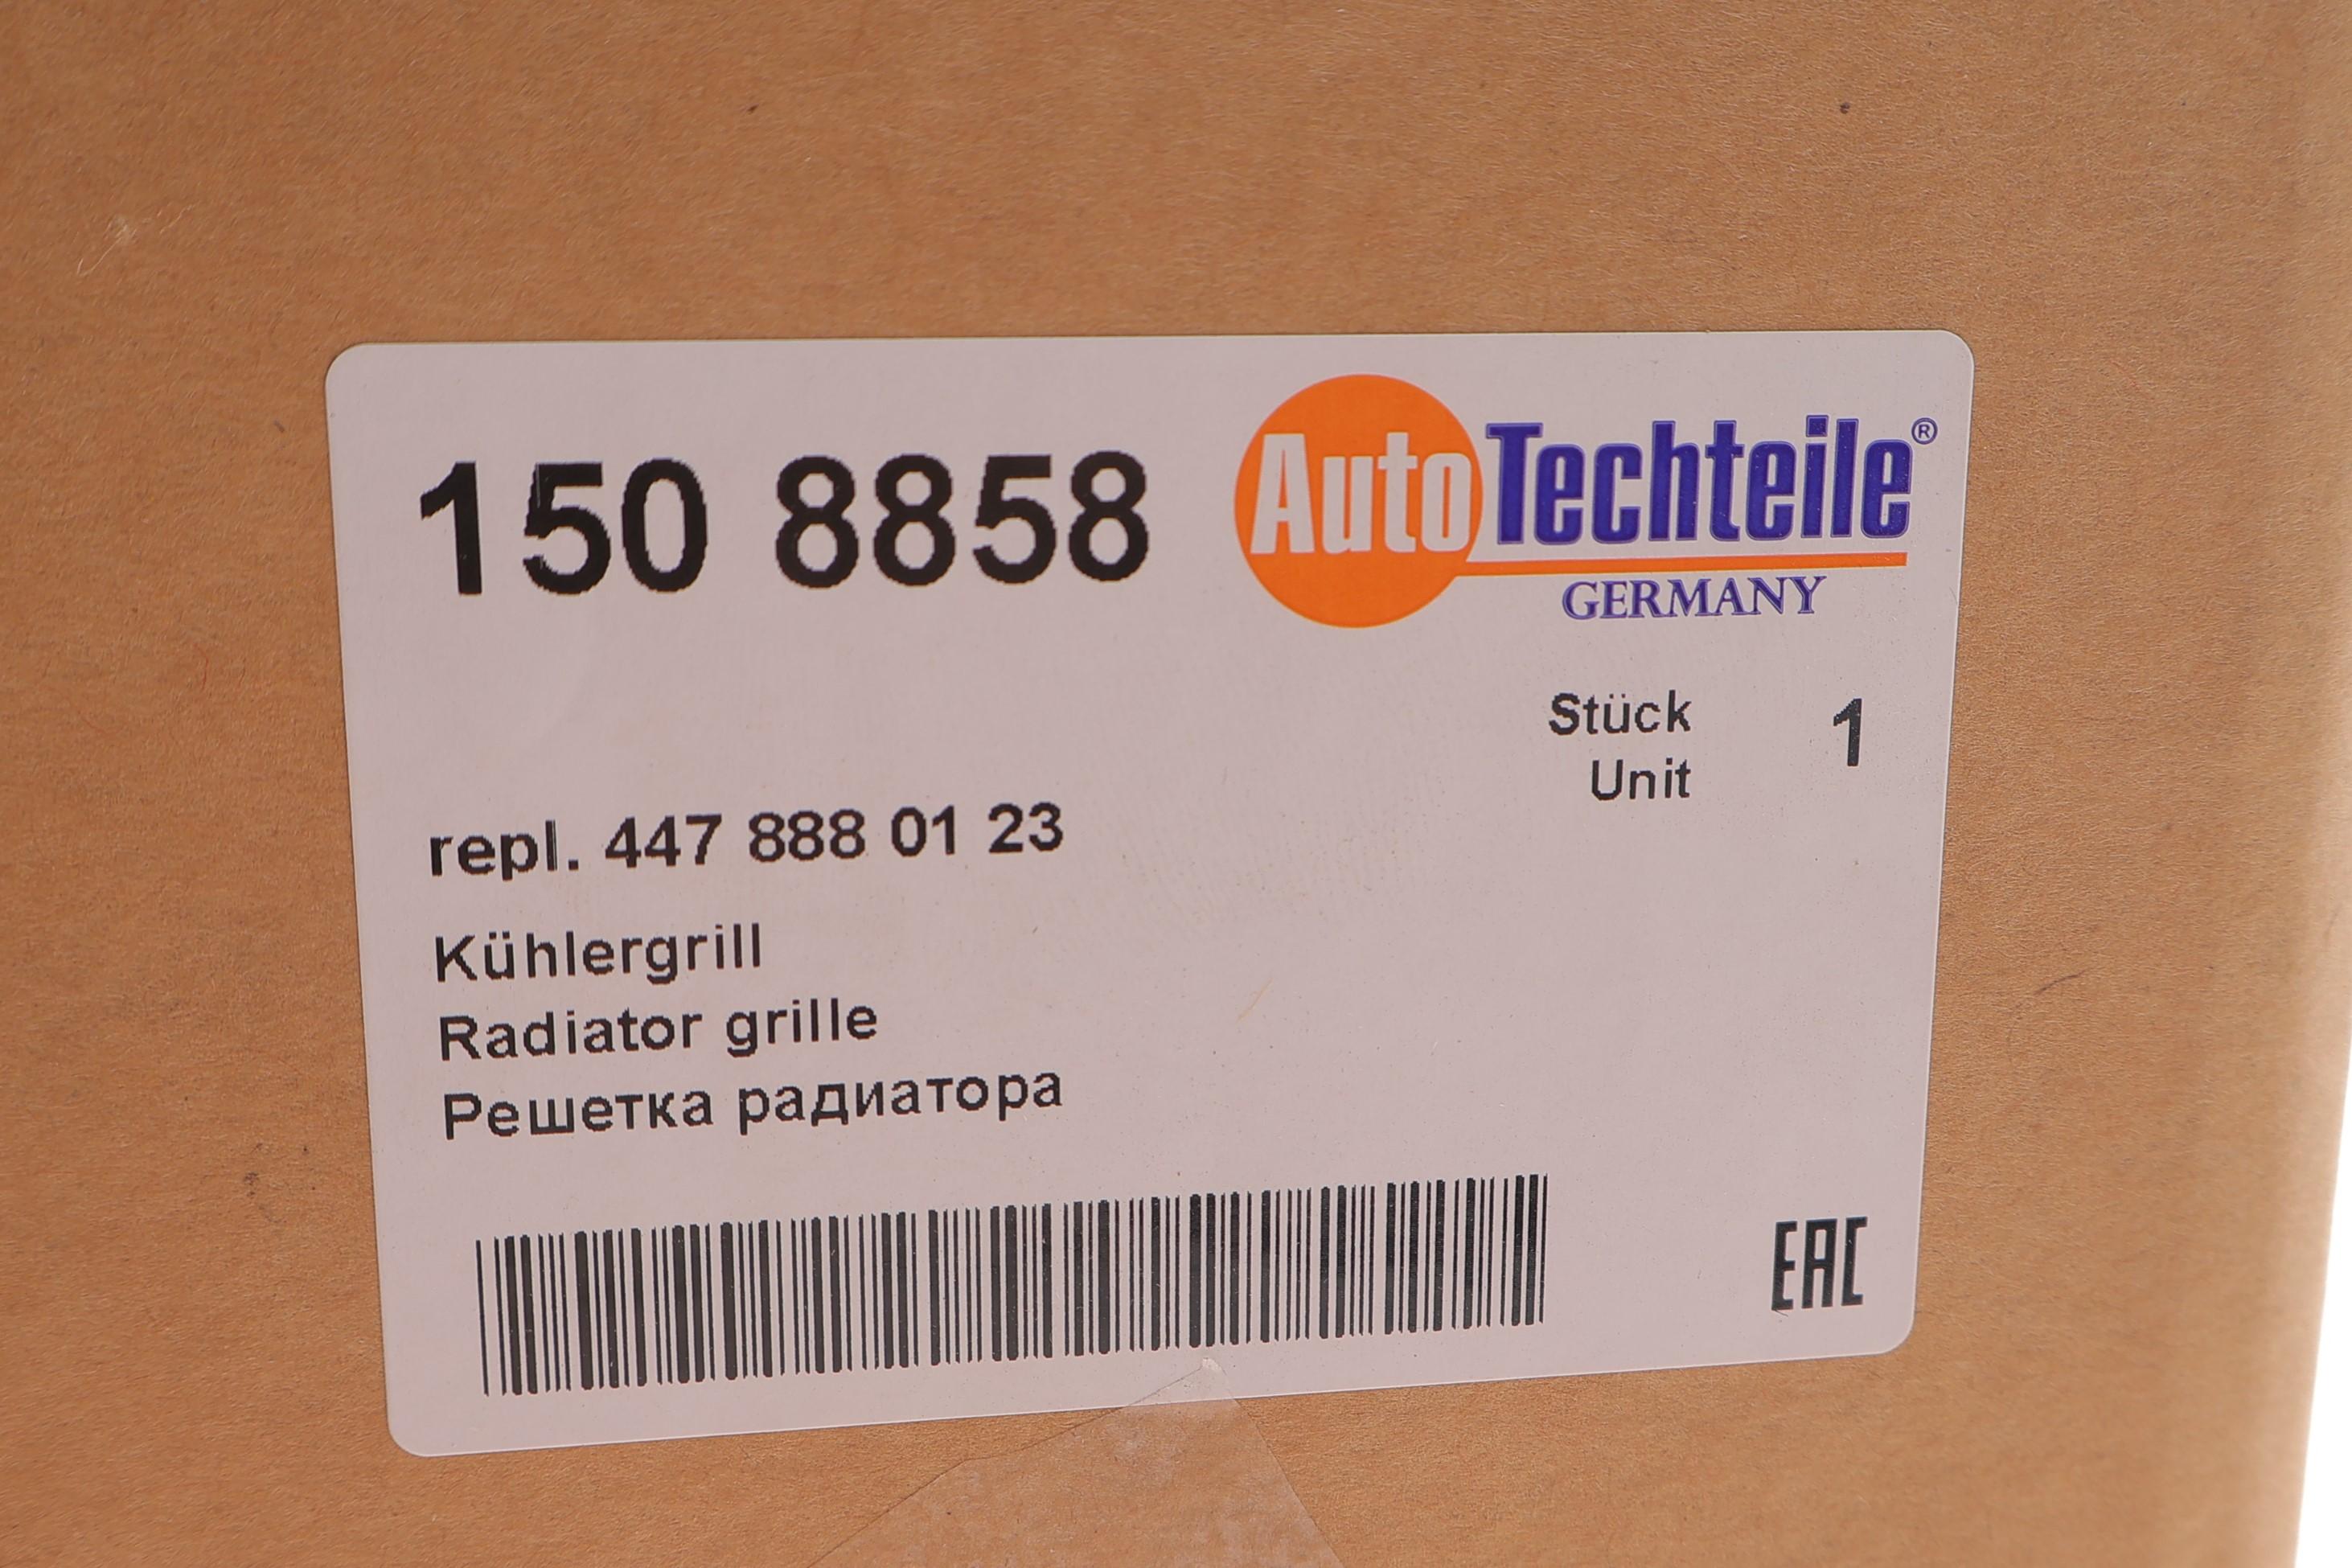 150 8858
AutoTechteile®
GERMANY
Stück 1
Unit
repl. 447 888 01 23
Kühlergrill
Radiator grille
Решетка радиатора
EAC